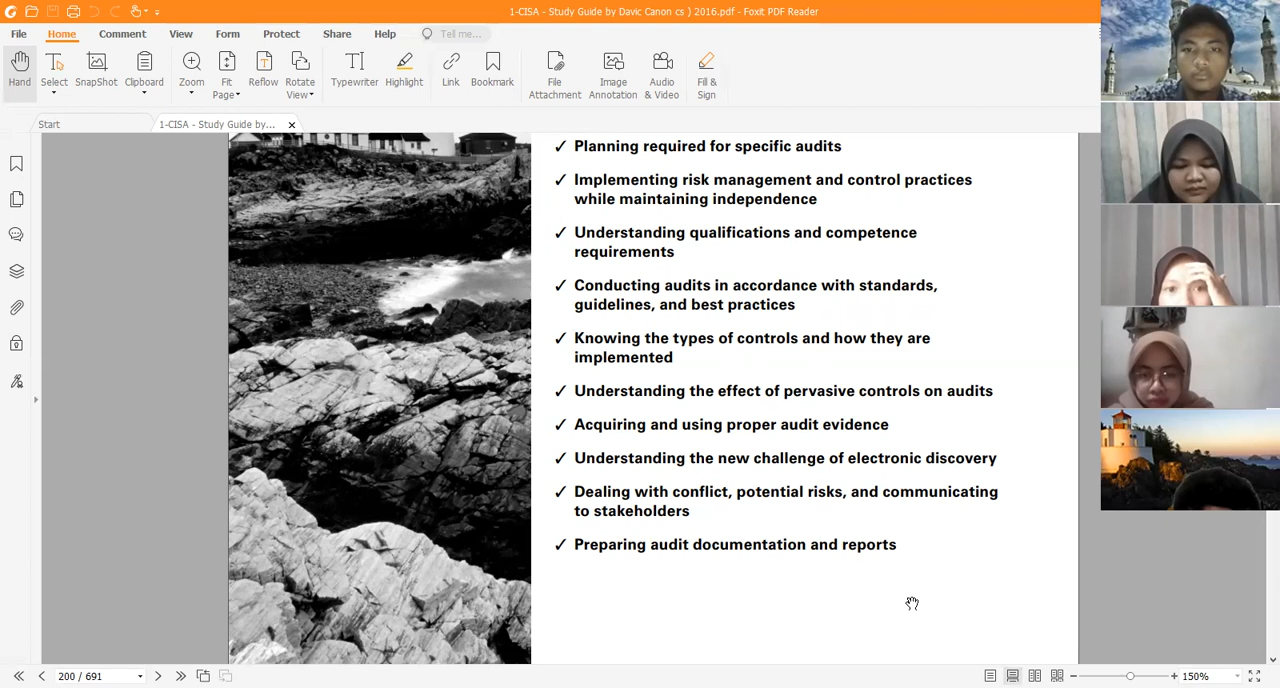 1-CISA - Study Guide by Davic Canon cs ) 2016.pdf - Foxit PDF Reader
File Home Comment View Form Protect Share Help Tell me...
Hand Select SnapShot Clipboard Zoom Fit Page Reflow Rotate View Typewriter Highlight Link Bookmark File Attachment Image Annotation Audio & Video Fill & Sign
Start 1-CISA - Study Guide by...
✓ Planning required for specific audits
✓ Implementing risk management and control practices
while maintaining independence
✓ Understanding qualifications and competence
requirements
✓ Conducting audits in accordance with standards,
guidelines, and best practices
✓ Knowing the types of controls and how they are
implemented
✓ Understanding the effect of pervasive controls on audits
✓ Acquiring and using proper audit evidence
✓ Understanding the new challenge of electronic discovery
✓ Dealing with conflict, potential risks, and communicating
to stakeholders
✓ Preparing audit documentation and reports
200 / 691 150%